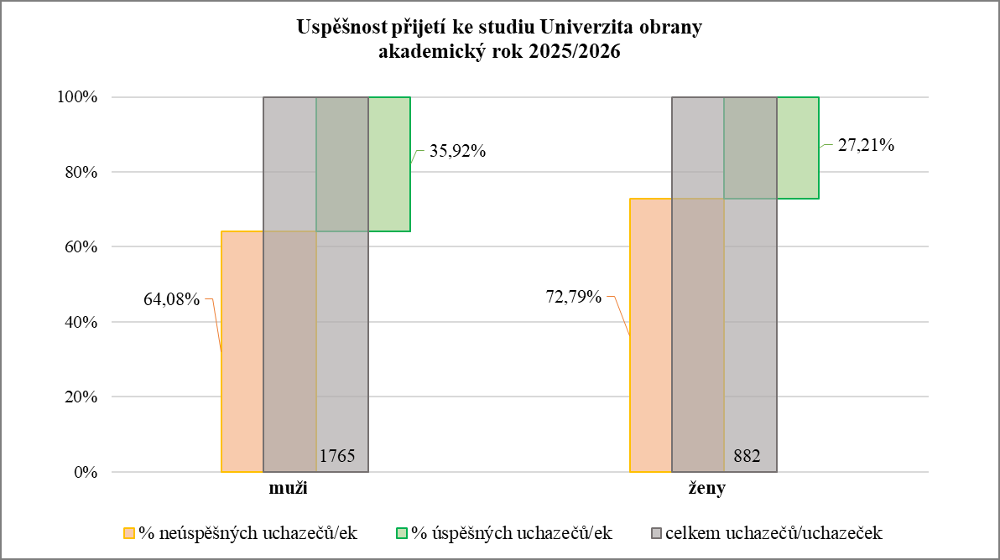 Uspěšnost přijetí ke studiu Univerzita obrany
akademický rok 2025/2026
100%
80%
60%
40%
20%
0%
35,92%
27,21%
64,08%
72,79%
1765
882
muži
ženy
% neúspěšných uchazečů/ek
% úspěšných uchazečů/ek
celkem uchazečů/uchazeček